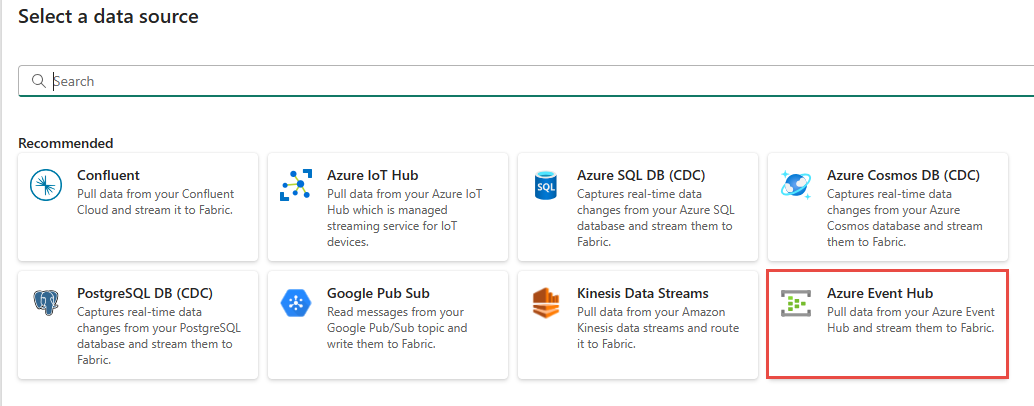 Select a data source
Search
Recommended
Confluent
Pull data from your Confluent
Cloud and stream it to Fabric.
Azure IoT Hub
Pull data from your Azure IoT
Hub which is managed
streaming service for IoT
devices.
Azure SQL DB (CDC)
Captures real-time data
changes from your Azure SQL
database and stream them to
Fabric.
Azure Cosmos DB (CDC)
Captures real-time data
changes from your Azure
Cosmos database and stream
them to Fabric.
PostgreSQL DB (CDC)
Captures real-time data
changes from your PostgreSQL
database and stream them to
Fabric.
Google Pub Sub
Read messages from your
Google Pub/Sub topic and
write them to Fabric.
Kinesis Data Streams
Pull data from your Amazon
Kinesis data streams and route
it to Fabric.
Azure Event Hub
Pull data from your Azure Event
Hub and stream them to Fabric.
SQL